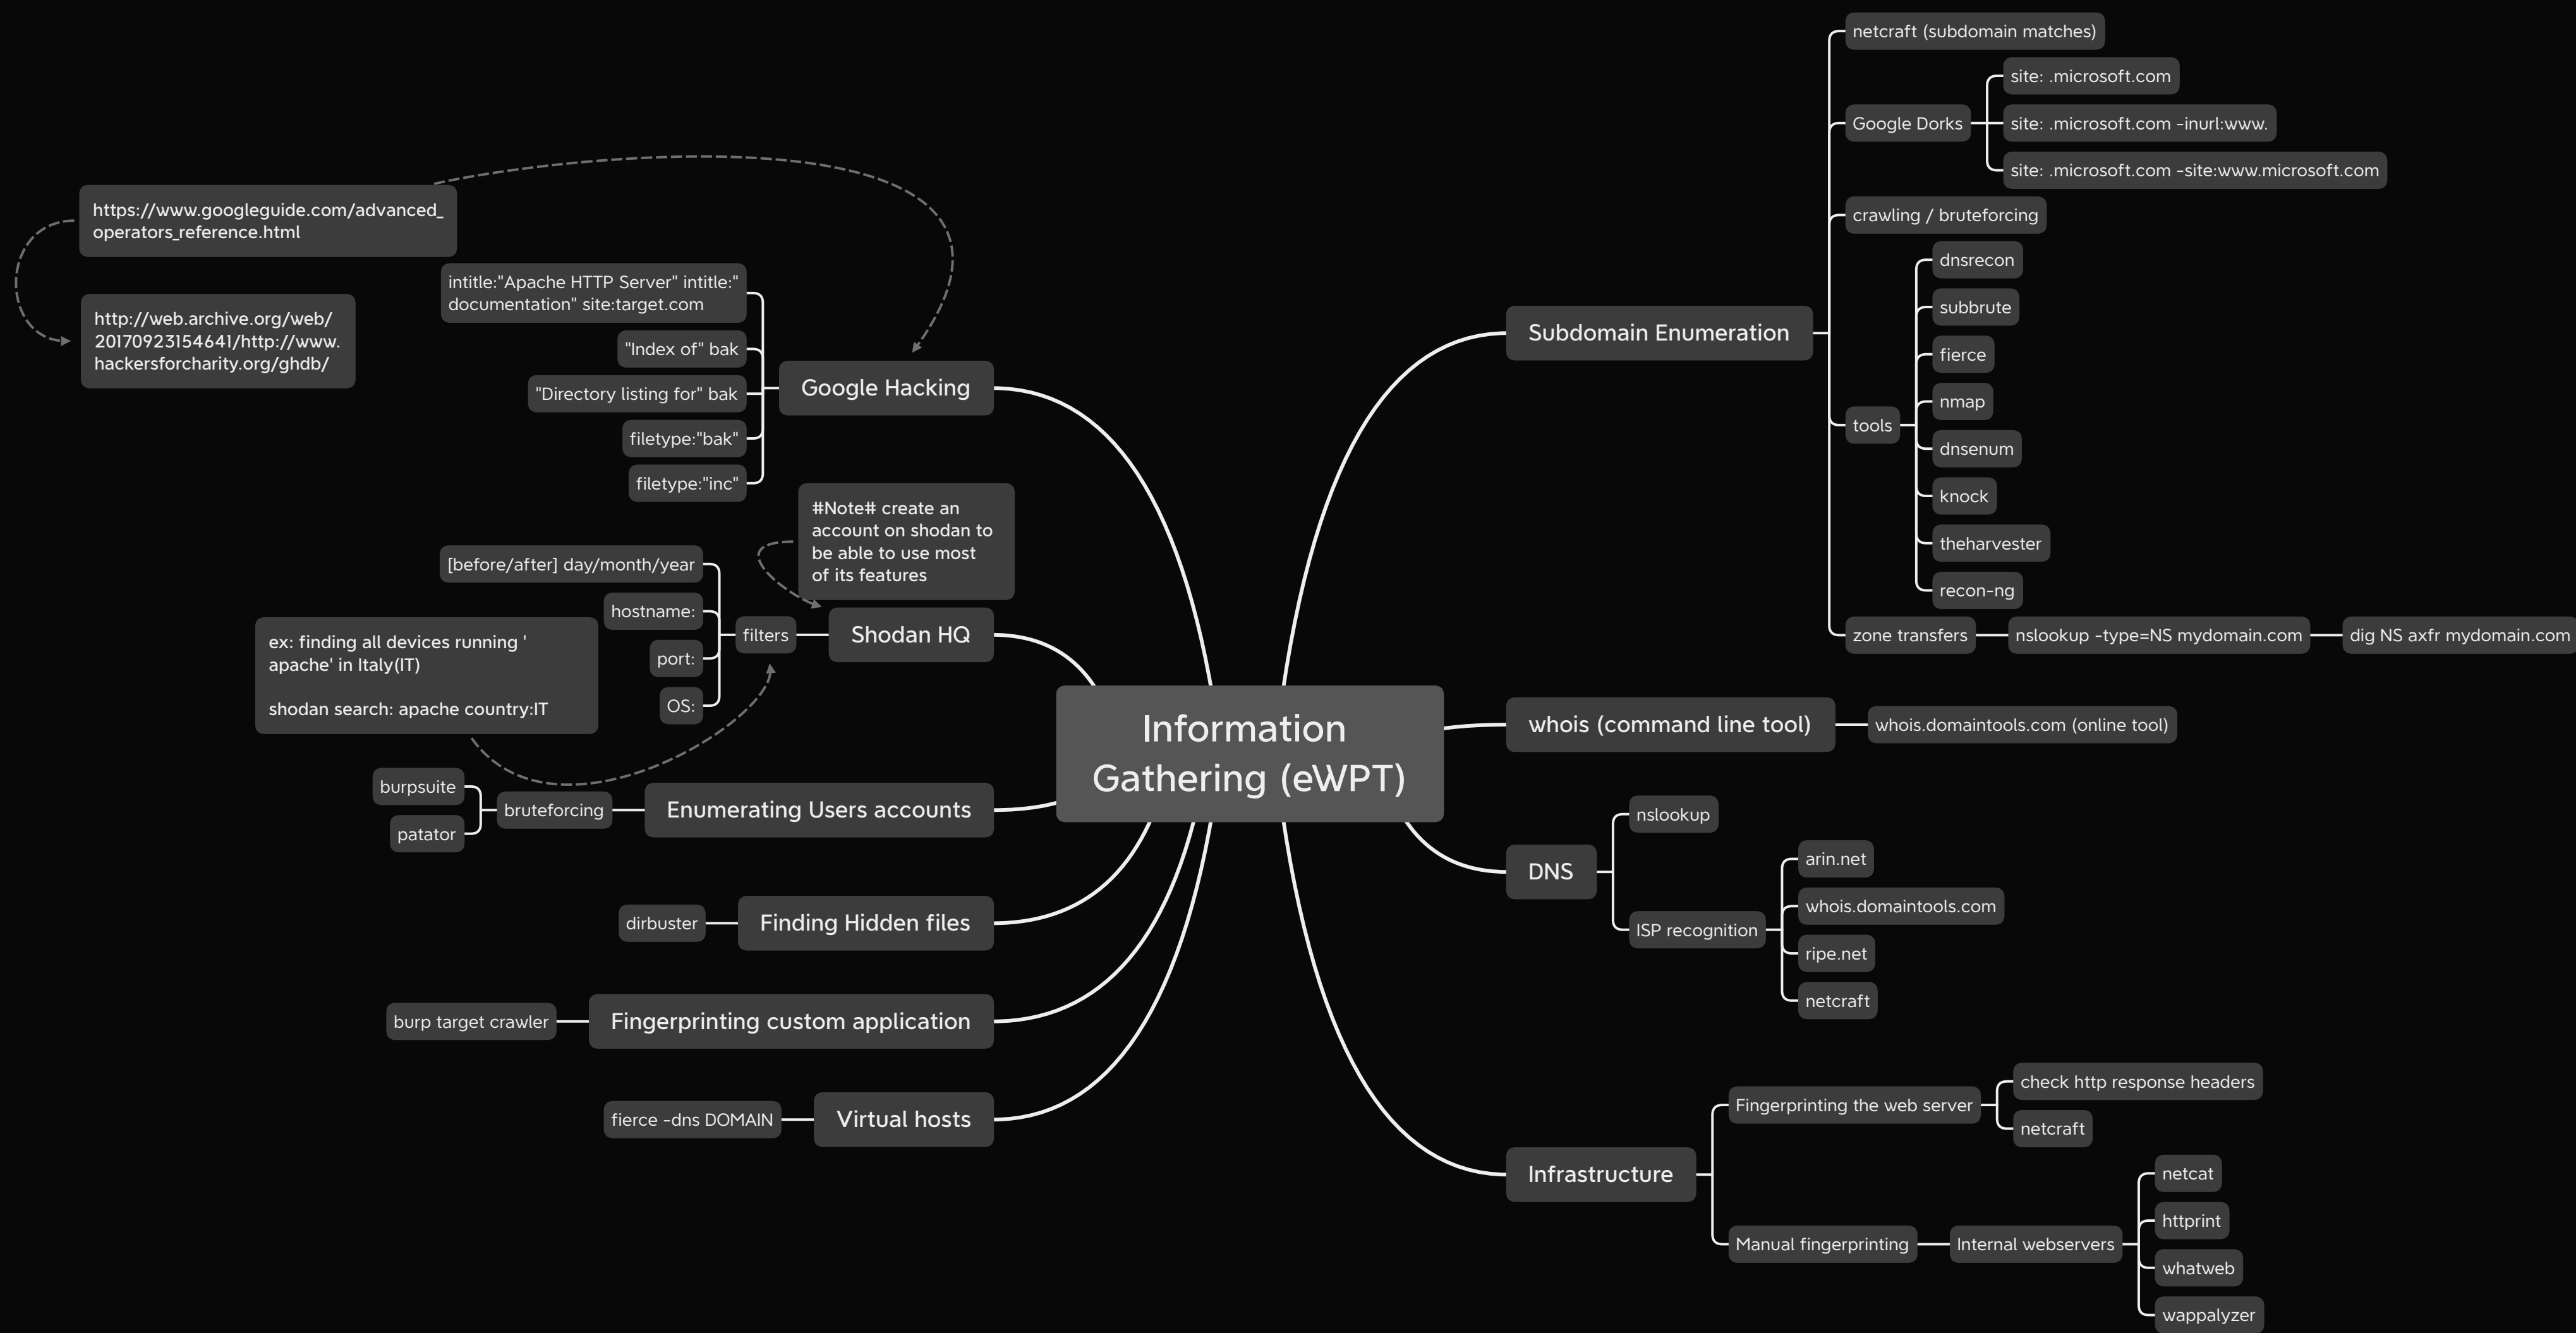 Information
Gathering (eWPT)
Subdomain Enumeration
netcraft (subdomain matches)
Google Dorks
site: .microsoft.com
site: .microsoft.com -inurl:www.
site: .microsoft.com -site:www.microsoft.com
crawling / bruteforcing
tools
dnsrecon
subbrute
fierce
nmap
dnsenum
knock
theharvester
recon-ng
zone transfers
nslookup -type=NS mydomain.com
dig NS axfr mydomain.com
whois (command line tool)
whois.domaintools.com (online tool)
DNS
nslookup
ISP recognition
arin.net
whois.domaintools.com
ripe.net
netcraft
Infrastructure
Fingerprinting the web server
check http response headers
netcraft
Manual fingerprinting
Internal webservers
netcat
httprint
whatweb
wappalyzer
https://www.googleguide.com/advanced_
operators_reference.html
http://web.archive.org/web/
20170923154641/http://www.
hackersforcharity.org/ghdb/
Google Hacking
intitle:"Apache HTTP Server" intitle:"
documentation" site:target.com
"Index of" bak
"Directory listing for" bak
filetype:"bak"
filetype:"inc"
#Note# create an
account on shodan to
be able to use most
of its features
Shodan HQ
filters
[before/after] day/month/year
hostname:
port:
OS:
ex: finding all devices running '
apache' in Italy(IT)
shodan search: apache country:IT
Enumerating Users accounts
bruteforcing
burpsuite
patator
Finding Hidden files
dirbuster
Fingerprinting custom application
burp target crawler
Virtual hosts
fierce -dns DOMAIN